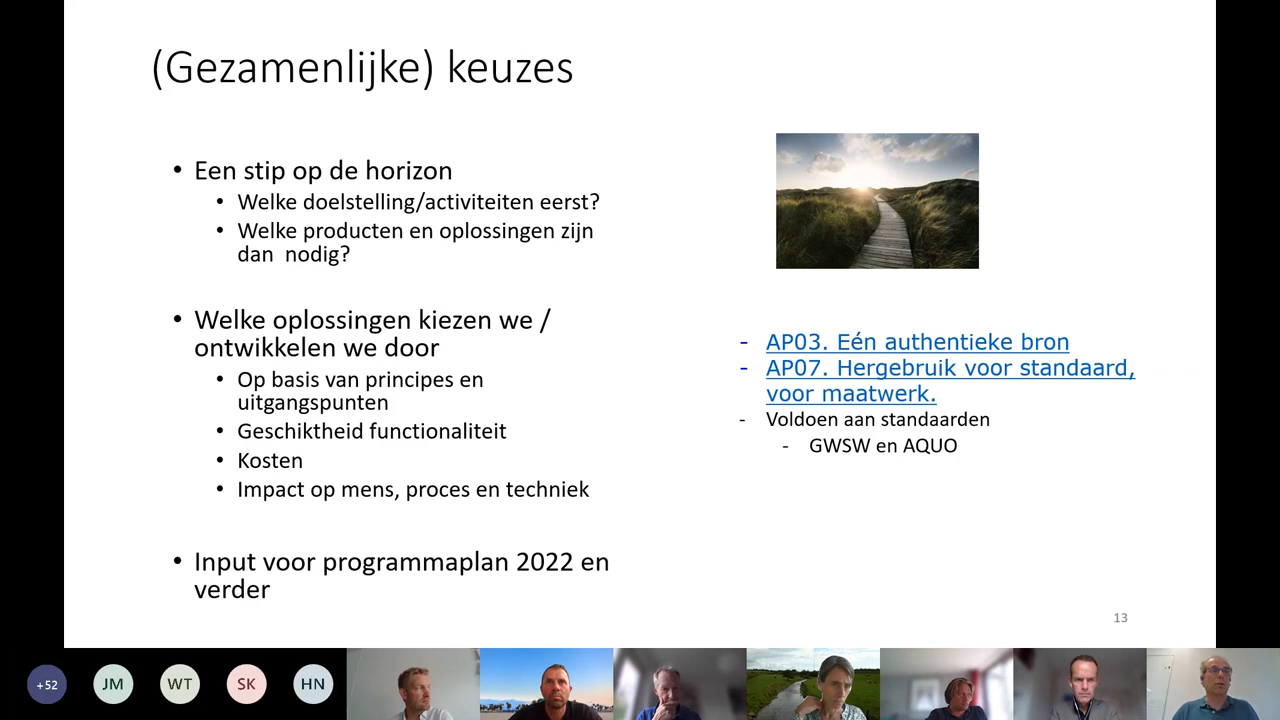 (Gezamenlijke) keuzes
• Een stip op de horizon
• Welke doelstelling/activiteiten eerst?
• Welke producten en oplossingen zijn
dan nodig?
• Welke oplossingen kiezen we /
ontwikkelen we door
• Op basis van principes en
uitgangspunten
• Geschiktheid functionaliteit
• Kosten
• Impact op mens, proces en techniek
• Input voor programmaplan 2022 en
verder
- AP03. Eén authentieke bron
- AP07. Hergebruik voor standaard,
voor maatwerk.
- Voldoen aan standaarden
- GWSW en AQUO
13
+52
JM
WT
SK
HN